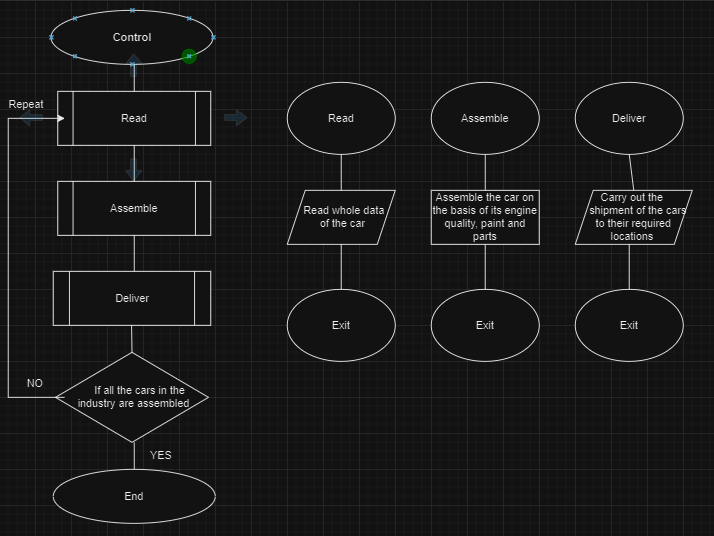 Control
Repeat
Read
Assemble
Deliver
NO
If all the cars in the
industry are assembled
YES
End
Read
Read whole data
of the car
Exit
Assemble
Assemble the car on
the basis of its engine
quality, paint and
parts
Exit
Deliver
Carry out the
shipment of the cars
to their required
locations
Exit